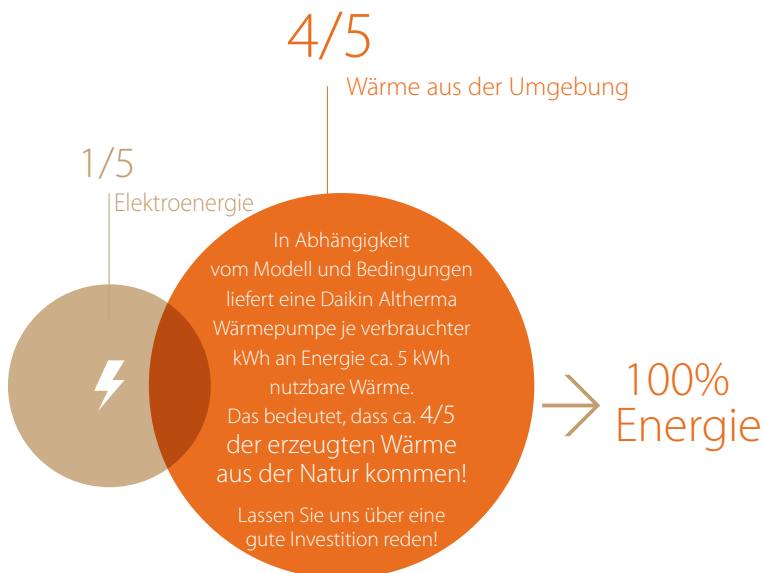 4/5
Wärme aus der Umgebung
1/5
Elektroenergie
In Abhängigkeit
vom Modell und Bedingungen
liefert eine Daikin Altherma
Wärmepumpe je verbrauchter
kWh an Energie ca. 5 kWh
nutzbare Wärme.
Das bedeutet, dass ca. 4/5
der erzeugten Wärme
aus der Natur kommen!
Lassen Sie uns über eine
gute Investition reden!
100%
Energie